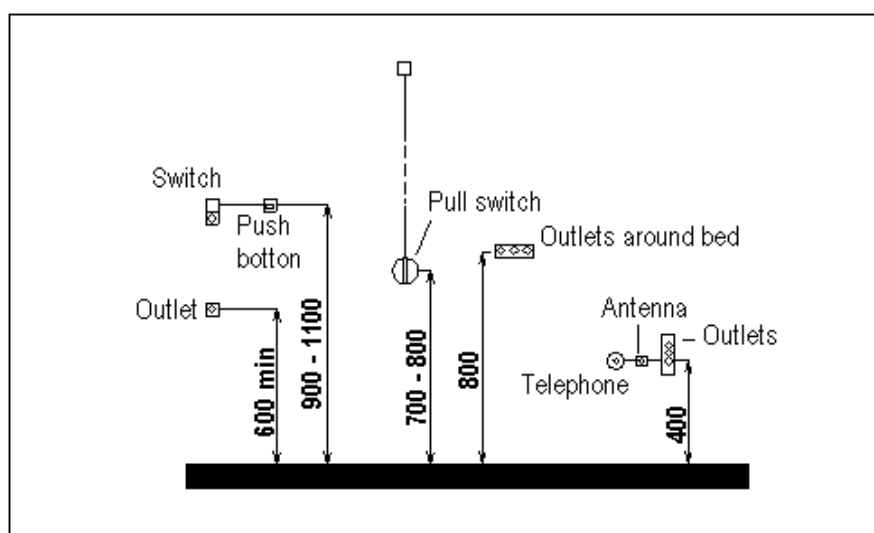 Switch
Push
botton
Outlet
600 min
900 - 1100
Pull switch
700 - 800
Outlets around bed
800
Antenna
Outlets
Telephone
400